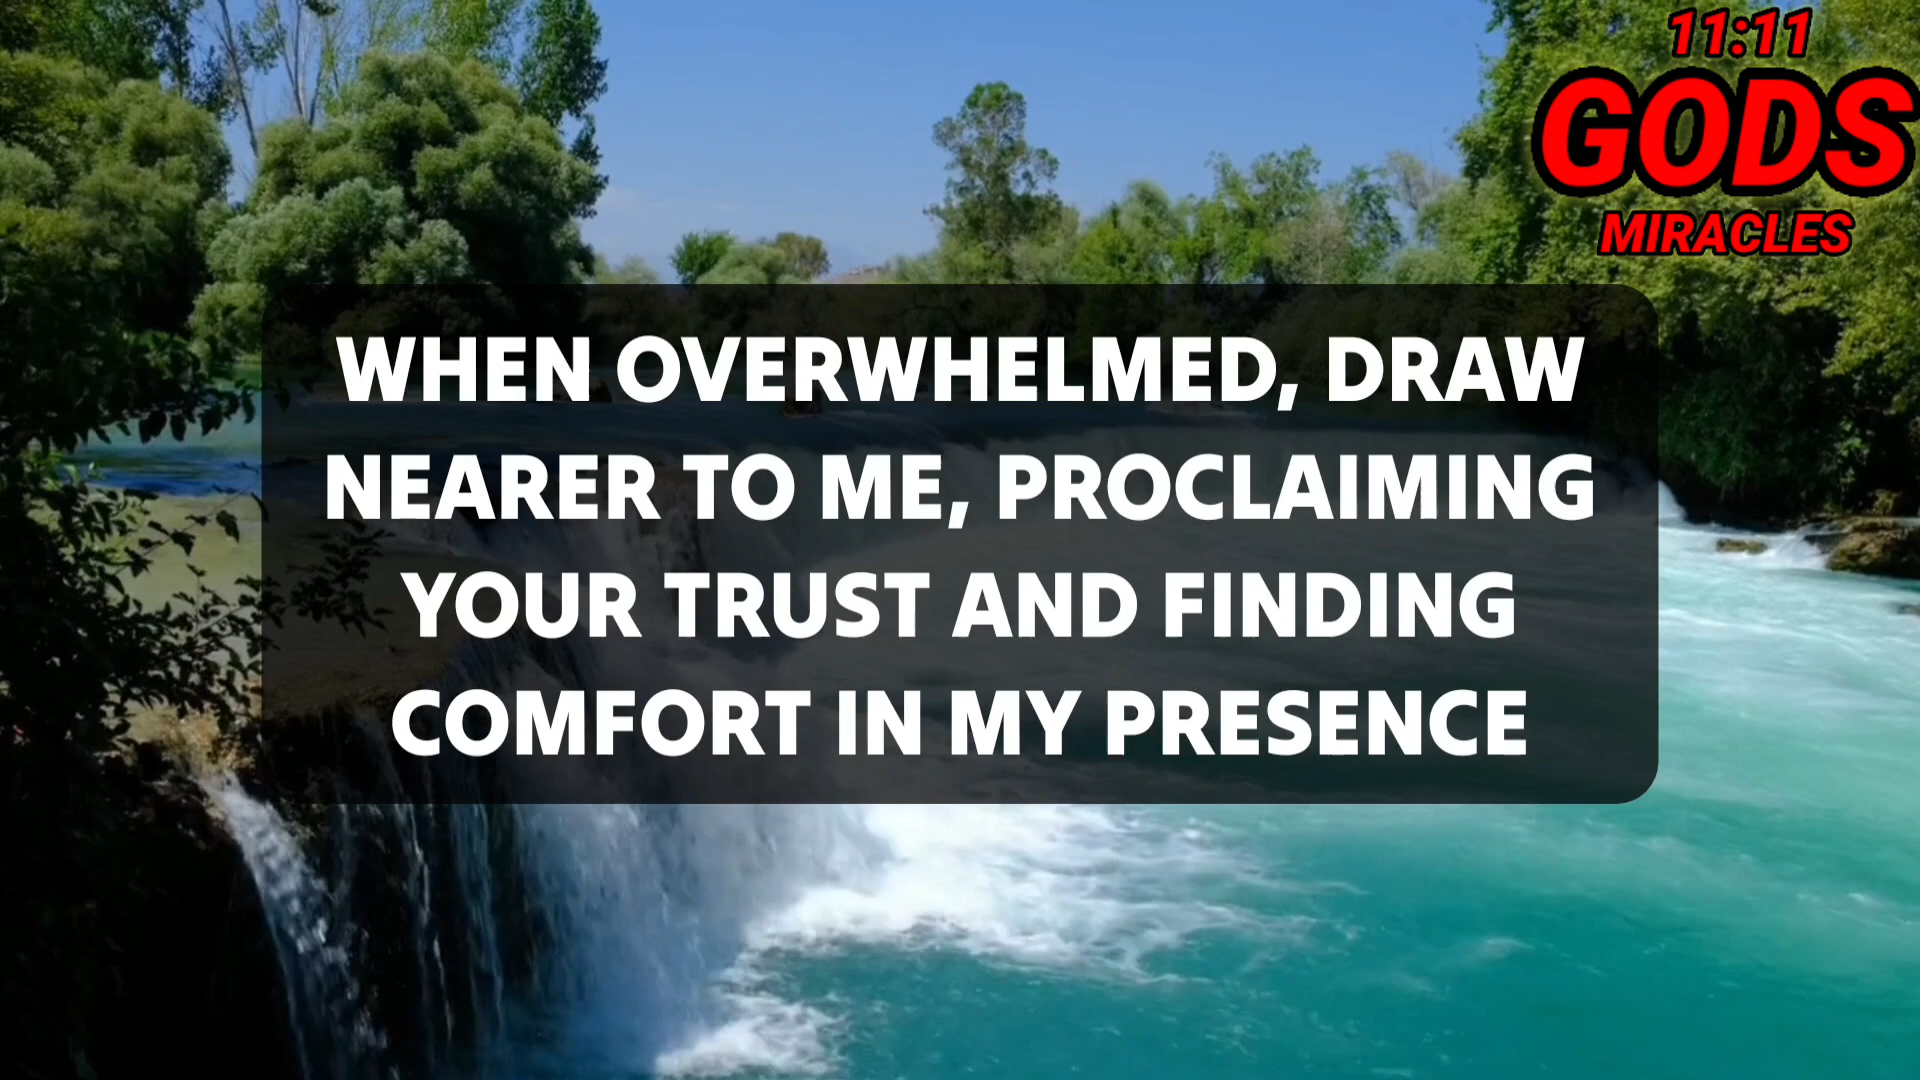 11:11
GODS
MIRACLES
WHEN OVERWHELMED, DRAW
NEARER TO ME, PROCLAIMING
YOUR TRUST AND FINDING
COMFORT IN MY PRESENCE